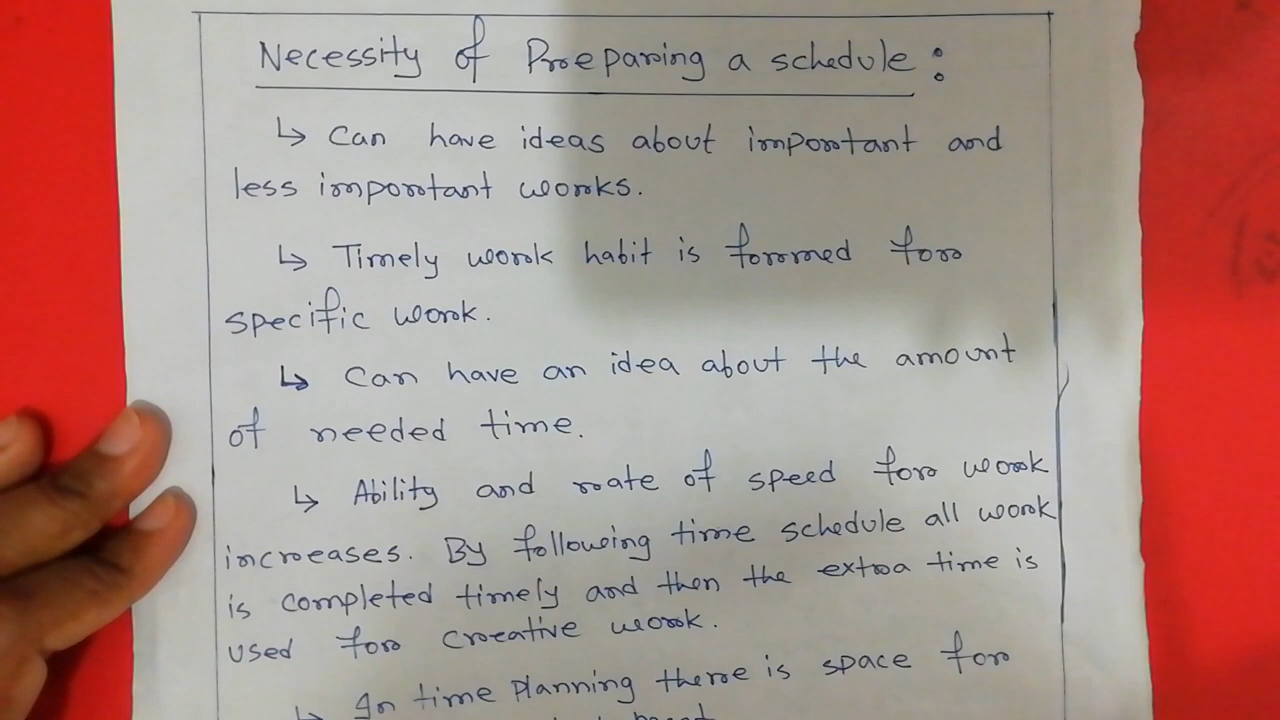 Necessity of Preparing a schedule :
↳ Can have ideas about important and
less important works.
↳ Timely work habit is formed for
specific work.
↳ Can have an idea about the amount
of needed time.
↳ Ability and rate of speed for work
increases. By following time schedule all work
is completed timely and then the extra time is
used for creative work.
↳ In time planning there is space for